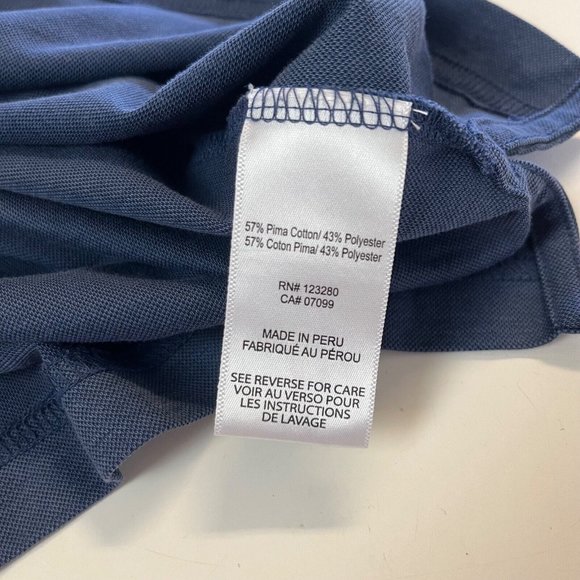 57% Pima Cotton/ 43% Polyester
57% Coton Pima/ 43% Polyester
RN# 123280
CA# 07099
MADE IN PERU
FABRIQUÉ AU PÉROU
SEE REVERSE FOR CARE
VOIR AU VERSO POUR
LES INSTRUCTIONS
DE LAVAGE